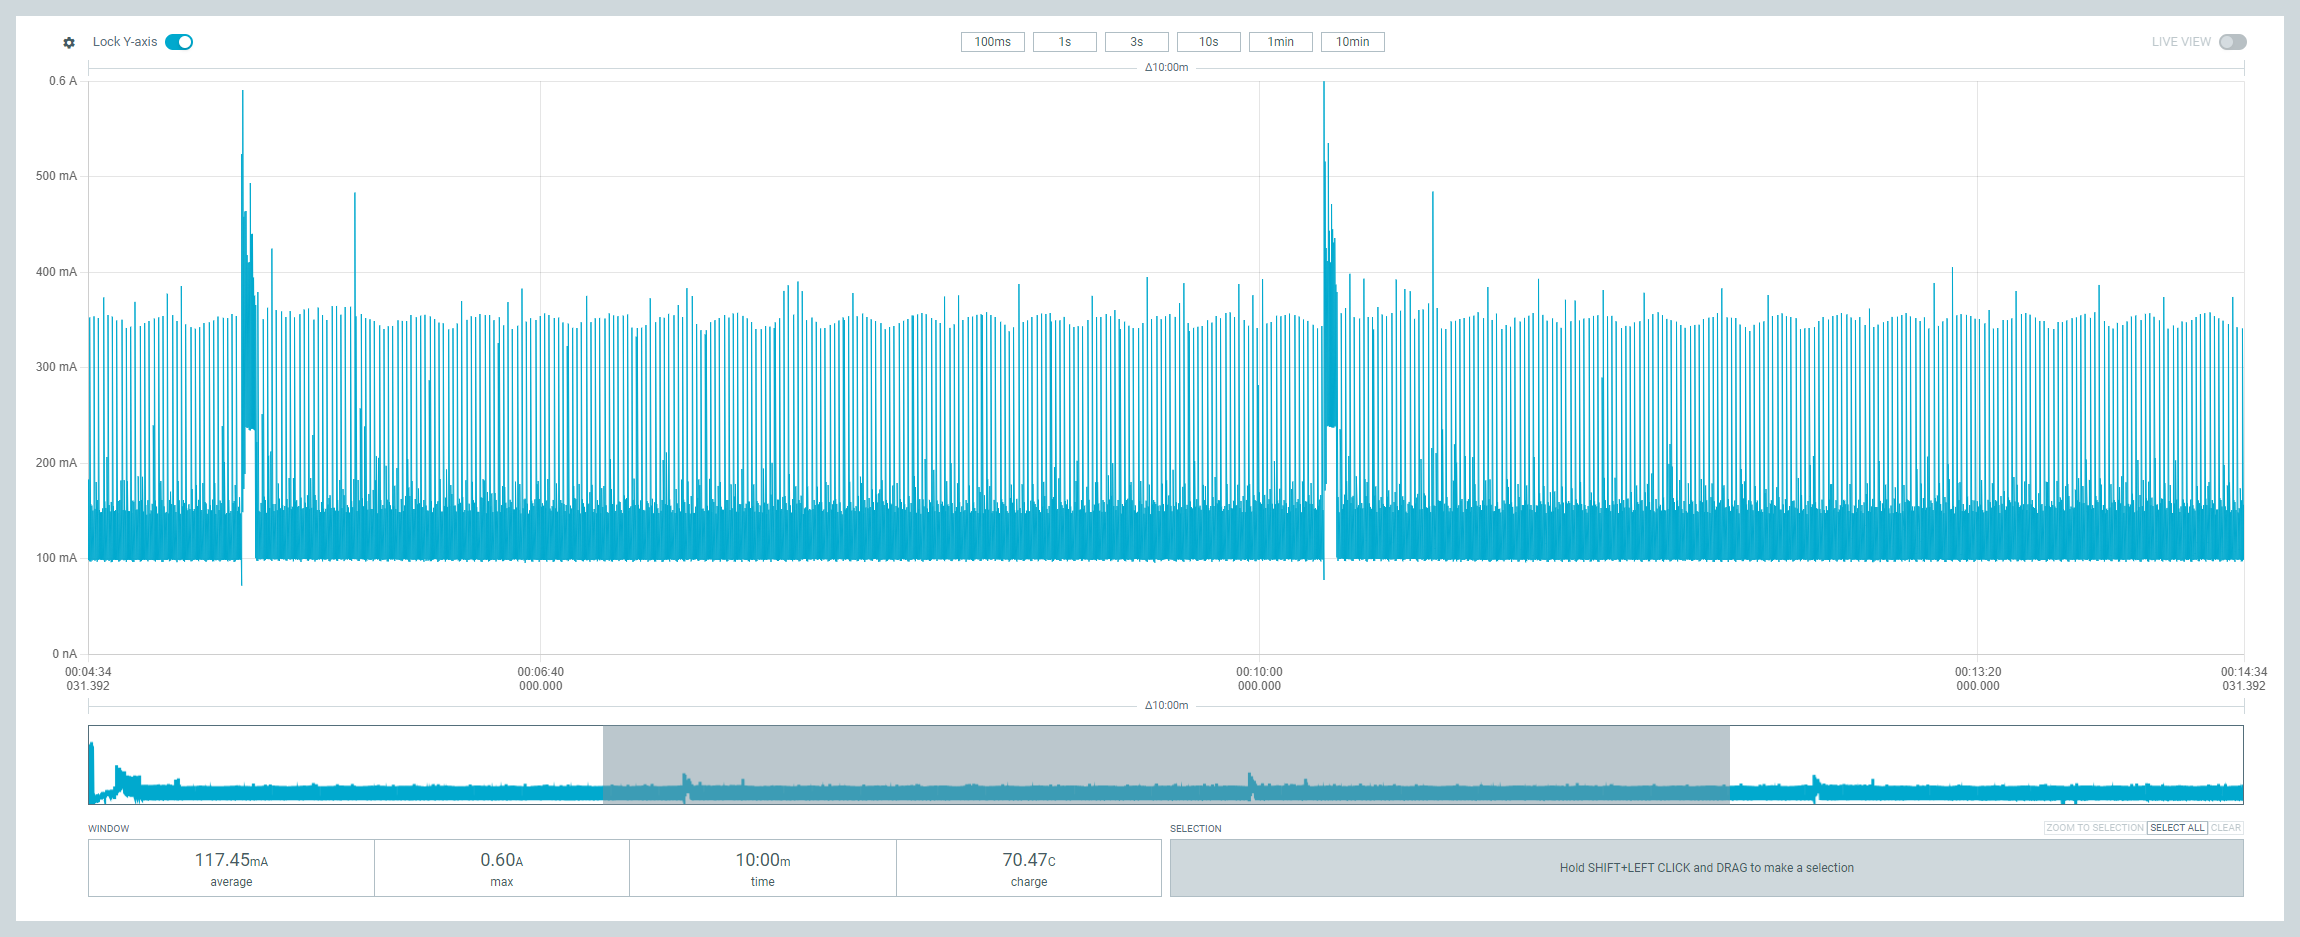 Lock Y-axis
100ms 1s 3s 10s 1min 10min
LIVE VIEW
Δ10:00m
0.6 A
500 mA
400 mA
300 mA
200 mA
100 mA
0 nA
00:04:34 00:06:40 00:10:00 00:13:20 00:14:34
031.392 000.000 000.000 000.000 031.392
Δ10:00m
WINDOW
117.45mA 0.60A 10:00m 70.47C
average max time charge
SELECTION
ZOOM TO SELECTION SELECT ALL CLEAR
Hold SHIFT+LEFT CLICK and DRAG to make a selection